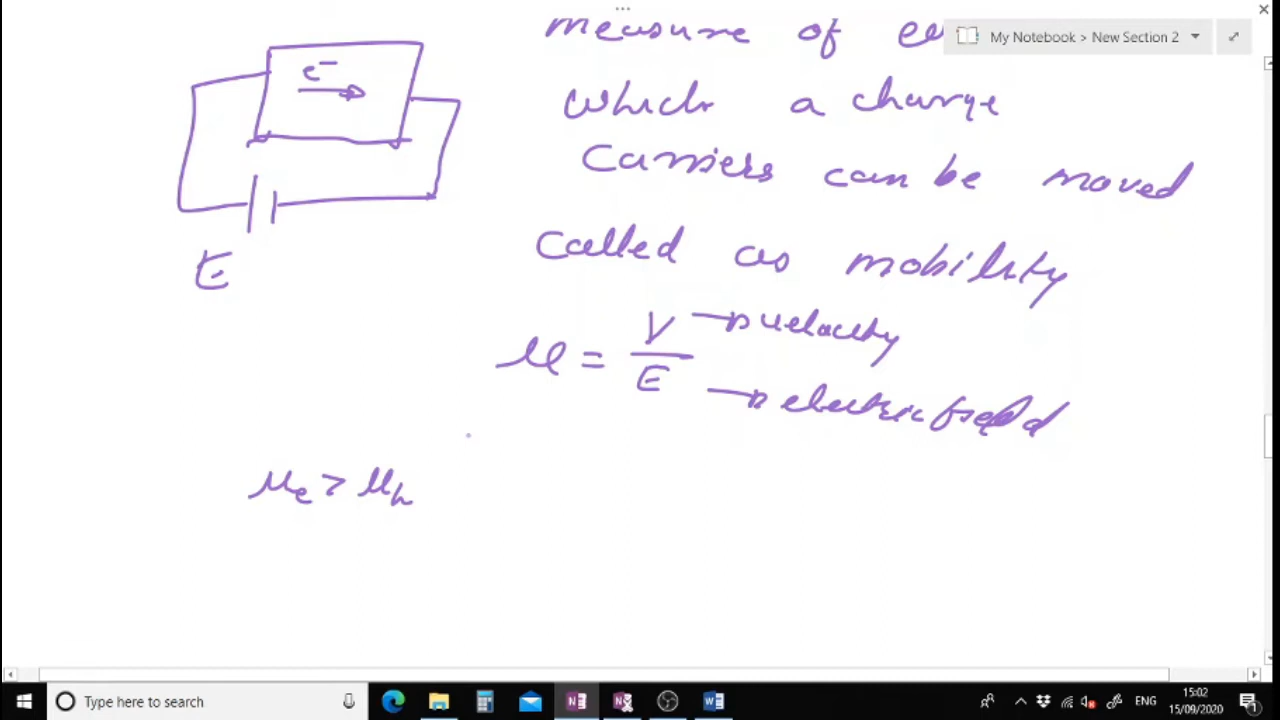 measure of
My Notebook > New Section 2
which a charge
e⁻
carriers can be moved
called as mobility
E
μ = V/E
→ velocity
→ electric field
μe > μh
Type here to search
ENG
15:02
15/09/2020
1